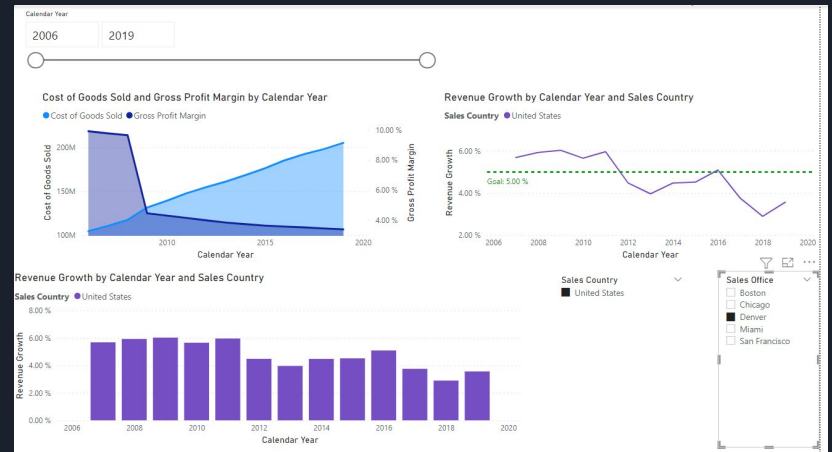 Calendar Year
2006 2019
Cost of Goods Sold and Gross Profit Margin by Calendar Year
Cost of Goods Sold Gross Profit Margin
Cost of Goods Sold
200M
150M
100M
10.00 %
8.00 %
6.00 %
4.00 %
Gross Profit Margin
2010 2015 2020
Calendar Year
Revenue Growth by Calendar Year and Sales Country
Sales Country United States
Revenue Growth
6.00 %
Goal: 5.00 %
4.00 %
2.00 %
2006 2008 2010 2012 2014 2016 2018 2020
Calendar Year
Revenue Growth by Calendar Year and Sales Country
Sales Country United States
Revenue Growth
8.00 %
6.00 %
4.00 %
2.00 %
0.00 %
2006 2008 2010 2012 2014 2016 2018 2020
Calendar Year
Sales Country
United States
Sales Office
Boston
Chicago
Denver
Miami
San Francisco